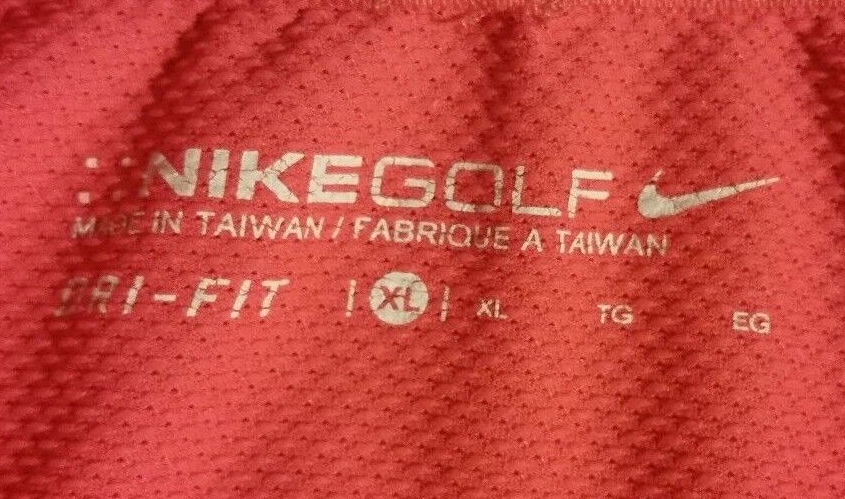 NIKEGOLF
MADE IN TAIWAN / FABRIQUE A TAIWAN
DRI-FIT | XL | XL TG EG